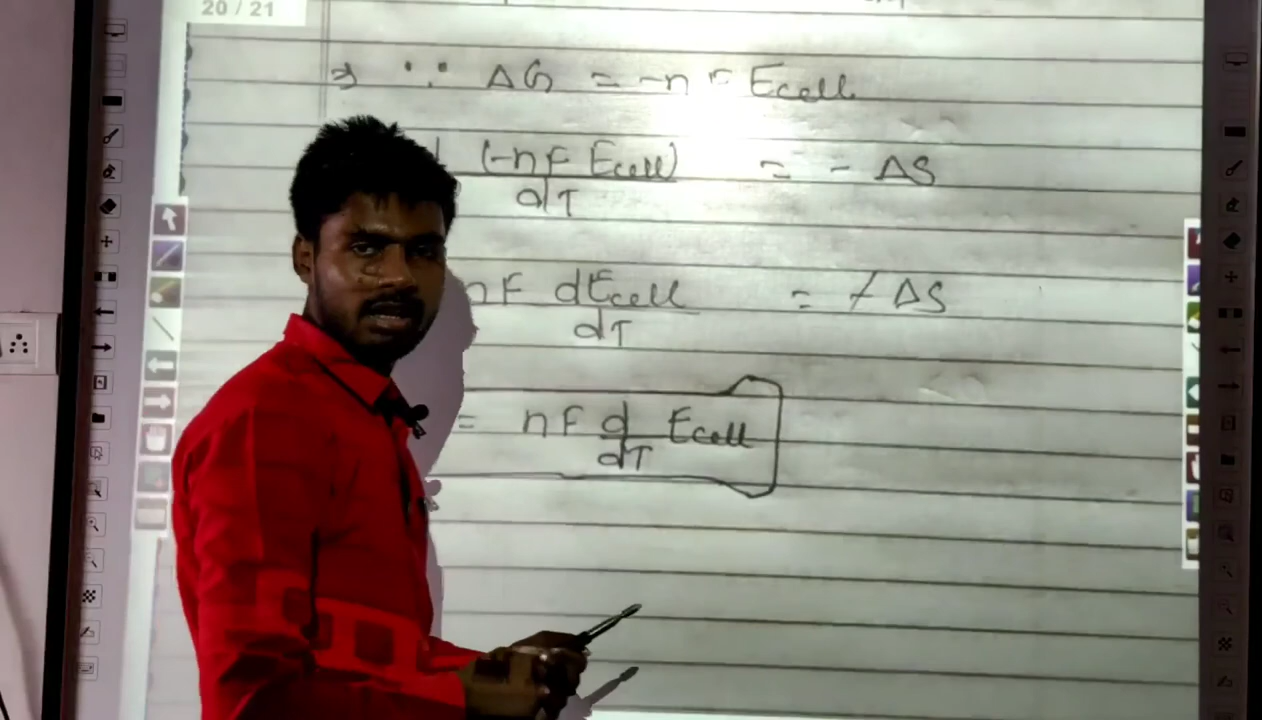 20 / 21
⇒ ∵ ΔG = -n F Ecell
(-nF Ecell) / dT = - ΔS
nF dEcell / dT = ⁄ ΔS
= nF d/dT Ecell